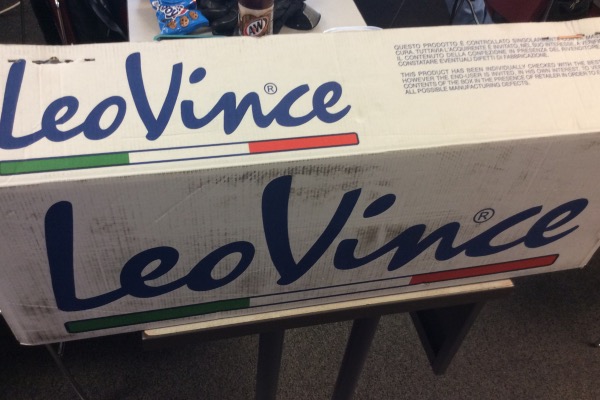 A&W
LeoVince®
QUESTO PRODOTTO E' CONTROLLATO
CURA. TUTTAVIA L'ACQUIRENTE E' INVITATO, NEL SUO INTERESSE, A
IL CONTENUTO DELLA CONFEZIONE IN PRESENZA DEL RIVENDITORE
CONSTATARE EVENTUALI DIFETTI DI FABBRICAZIONE.
THIS PRODUCT HAS BEEN INDIVIDUALLY CHECKED WITH THE
HOWEVER THE END-USER IS INVITED, IN HIS OWN INTEREST TO
CONTENTS OF THE BOX IN THE PRESENCE OF RETAILER IN ORDER TO
ALL POSSIBLE MANUFACTURING DEFECTS.
LeoVince®